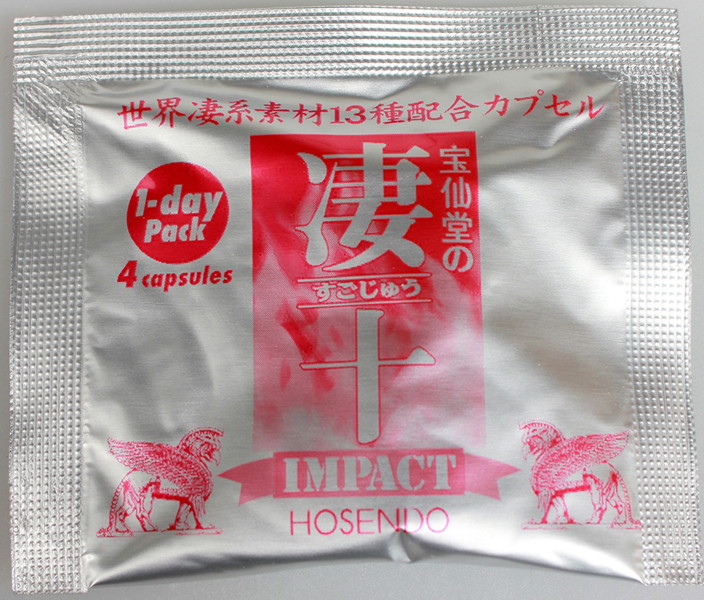 世界凄系素材13種配合カプセル
1-day
Pack
4 capsules
宝仙堂の
凄
すごじゅう
十
IMPACT
HOSENDO